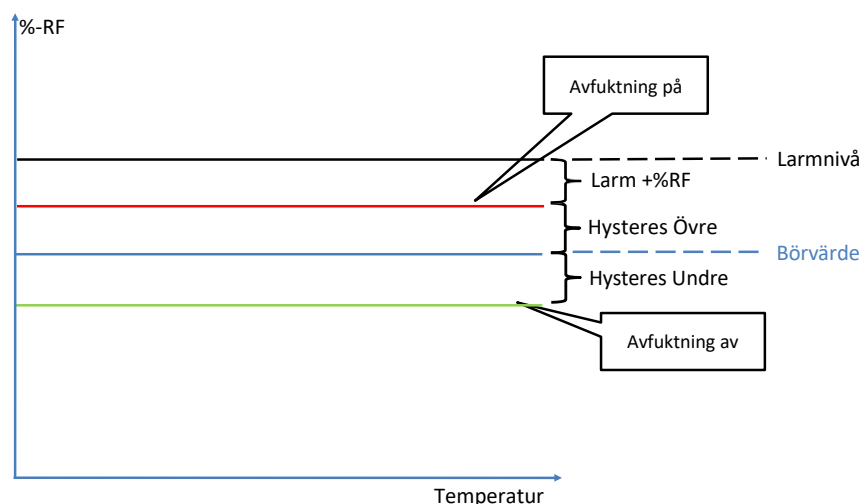 %-RF
Avfuktning på
Larmnivå
Larm +%RF
Hysteres Övre
Börvärde
Hysteres Undre
Avfuktning av
Temperatur